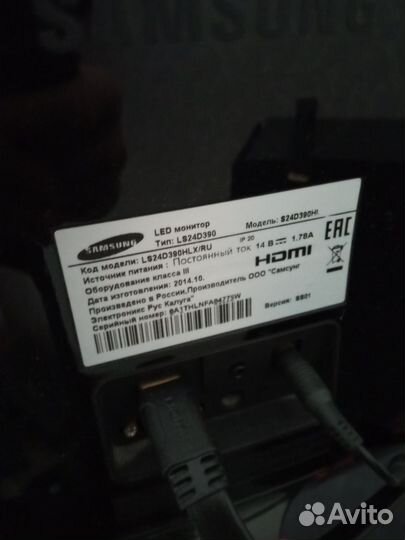 SAMSUNG
SAMSUNG
LED монитор
Тип: LS24D390 Модель: S24D390Hl
Код модели: LS24D390HLX/RU IP 20
Источник питания : Постоянный ток 14 В 1.78A
Оборудование класса III
Дата изготовления: 2014.10.
HDMI
EAC
Произведено в России,Производитель ООО "Самсунг
Электроникс Рус Калуга"
Серийный номер: Версия: SS01
Avito